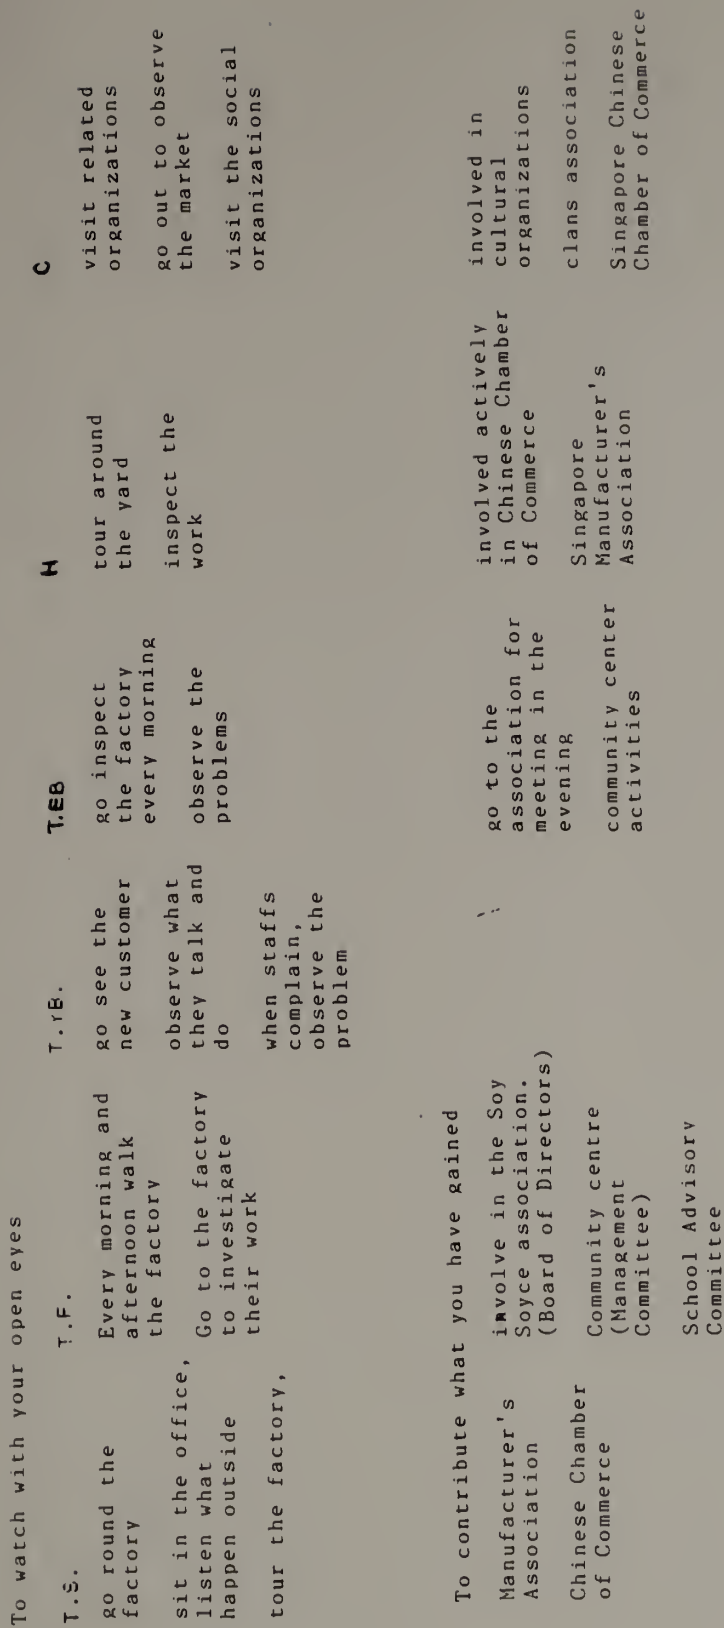 To watch with your open eyes
T.S.
go round the
factory
sit in the office,
listen what
happen outside
tour the factory,
T.F.
Every morning and
afternoon walk
the factory
Go to the factory
to investigate
their work
T.rB.
go see the
new customer
observe what
they talk and
do
when staffs
complain,
observe the
problem
T.EB
go inspect
the factory
every morning
observe the
problems
H
tour around
the yard
inspect the
work
C
visit related
organizations
go out to observe
the market
visit the social
organizations
To contribute what you have gained
Manufacturer's
Association
Chinese Chamber
of Commerce
involve in the Soy
Soyce association.
(Board of Directors)
Community centre
(Management
Committee)
School Advisory
Committee
go to the
association for
meeting in the
evening
community center
activities
involved actively
in Chinese Chamber
of Commerce
Singapore
Manufacturer's
Association
involved in
cultural
organizations
clans association
Singapore Chinese
Chamber of Commerce